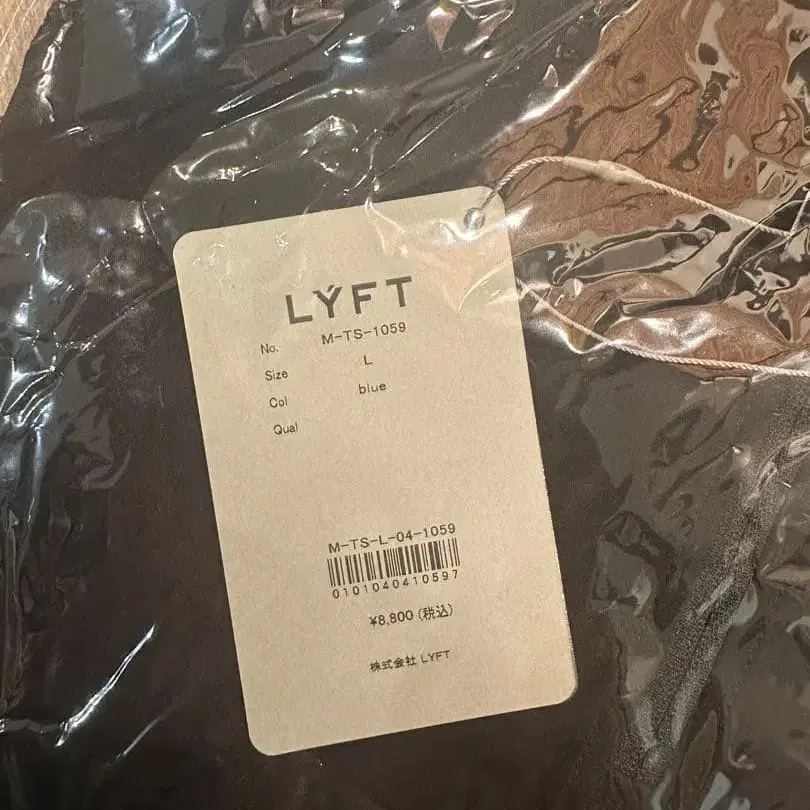 LYFT
No. M-TS-1059
Size L
Col blue
Qual
M-TS-L-04-1059
0101040410597
¥8,800 (税込)
株式会社 LYFT